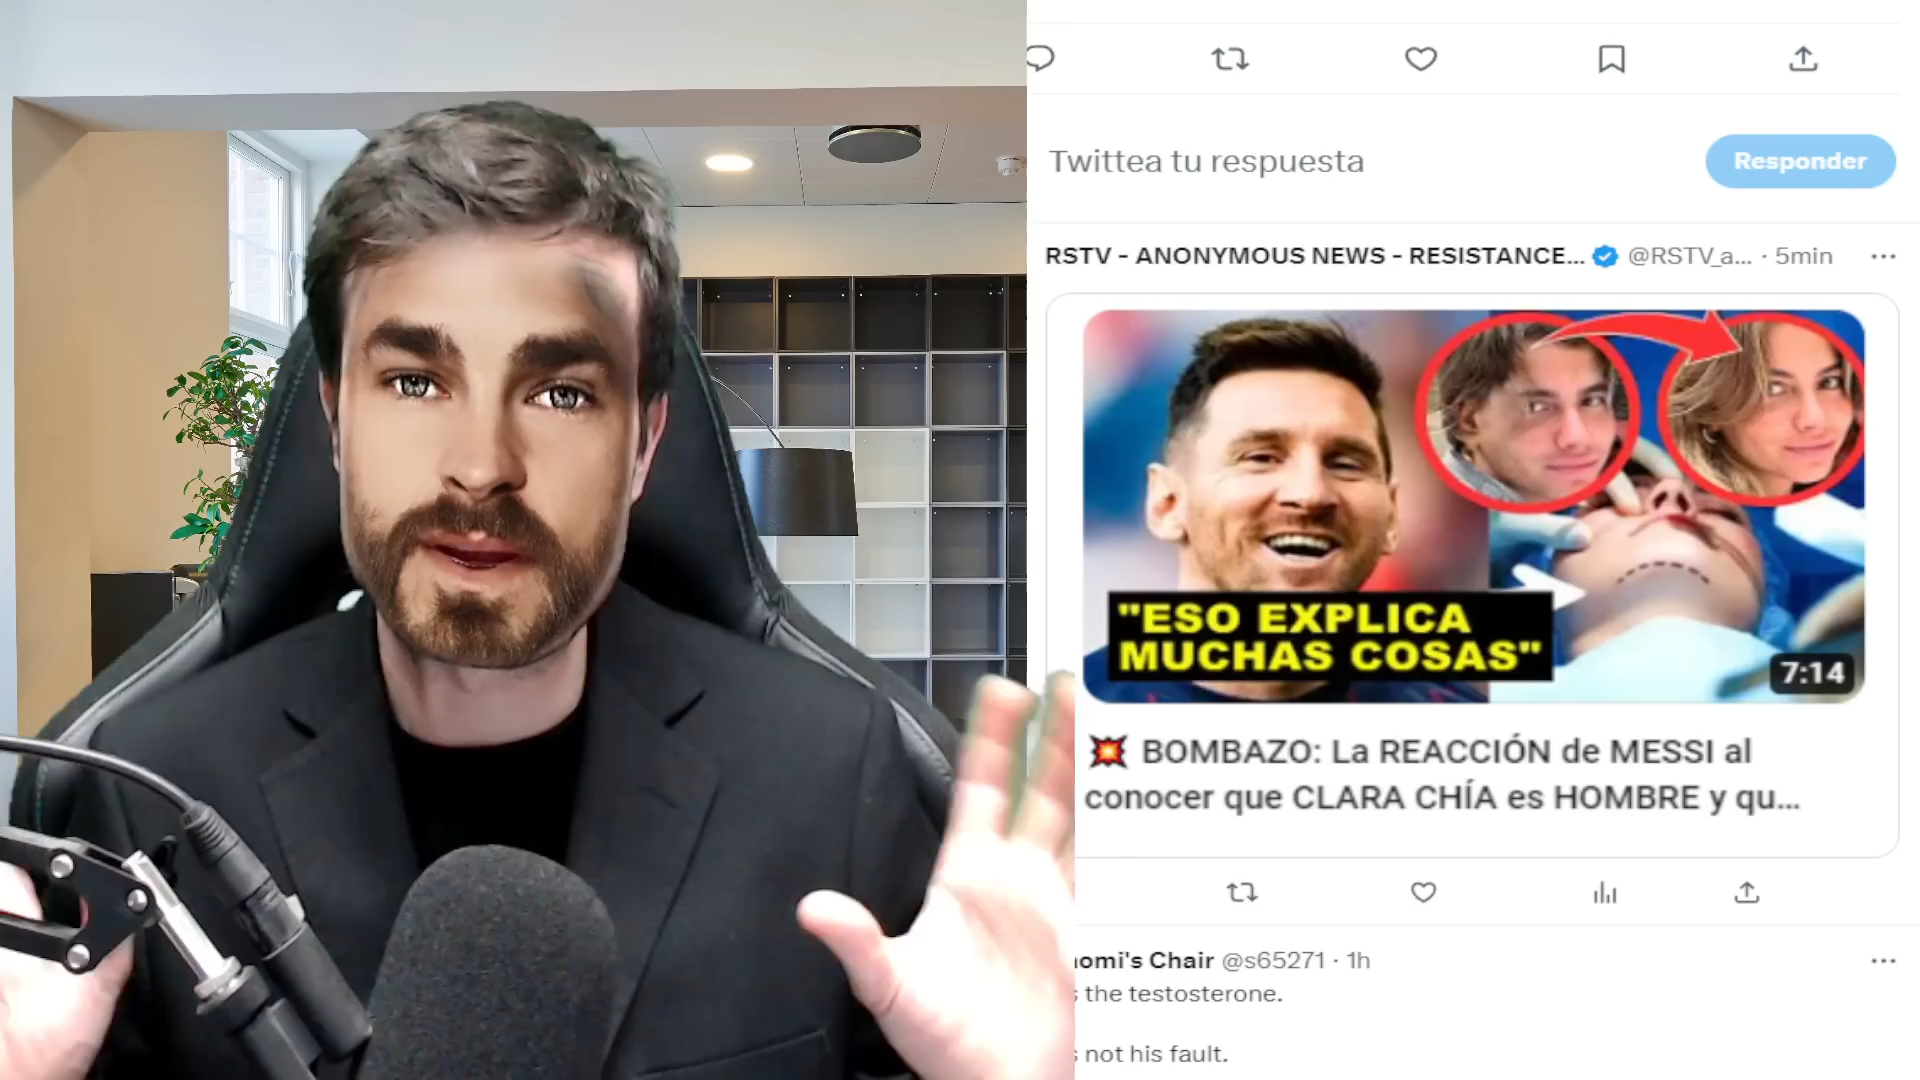 Twittea tu respuesta
Responder
RSTV - ANONYMOUS NEWS - RESISTANCE... @RSTV_a... · 5min
"ESO EXPLICA
MUCHAS COSAS"
7:14
BOMBAZO: La REACCIÓN de MESSI al
conocer que CLARA CHÍA es HOMBRE y qu...
omi's Chair @s65271 · 1h
the testosterone.
not his fault.